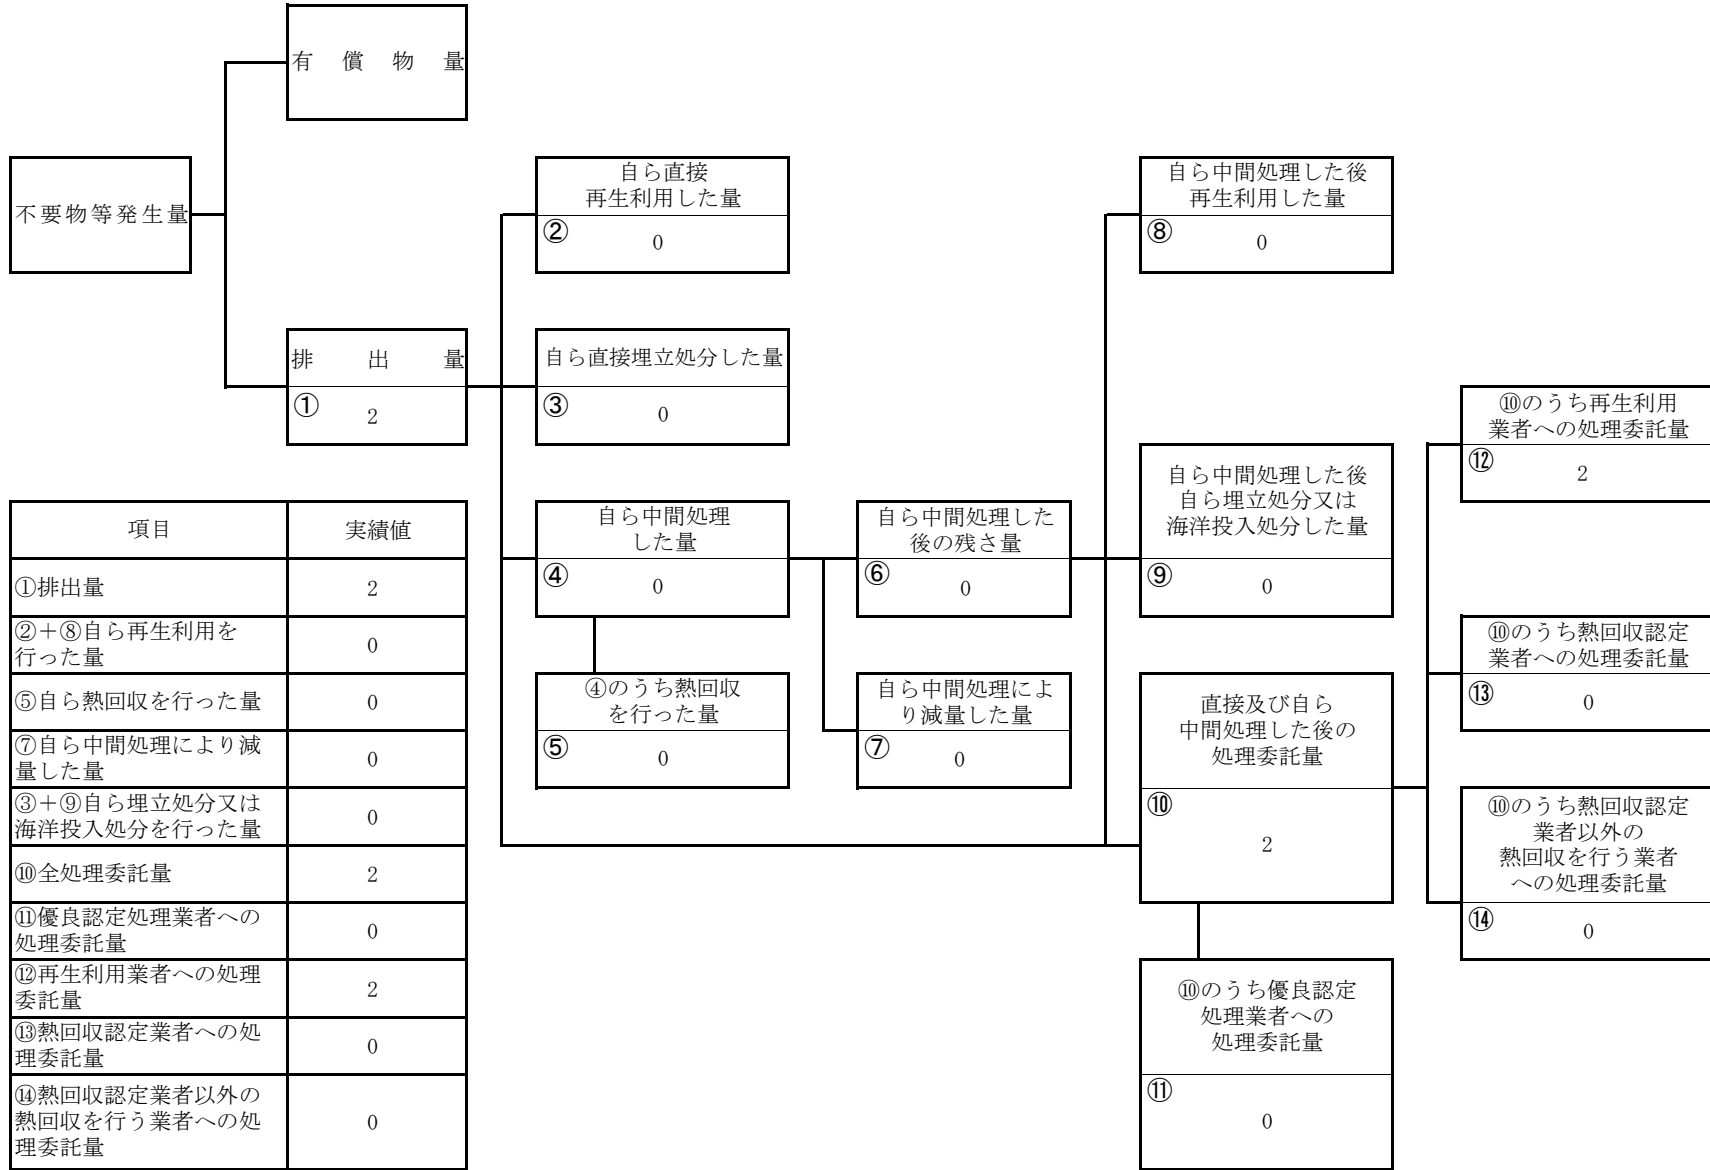 有償物量
不要物等発生量
自ら直接
再生利用した量
② 0
自ら中間処理した後
再生利用した量
⑧ 0
排出量
① 2
自ら直接埋立処分した量
③ 0
⑩のうち再生利用
業者への処理委託量
⑫ 2
自ら中間処理した後
自ら埋立処分又は
海洋投入処分した量
⑨ 0
自ら中間処理
した量
④ 0
自ら中間処理した
後の残さ量
⑥ 0
⑩のうち熱回収認定
業者への処理委託量
⑬ 0
④のうち熱回収
を行った量
⑤ 0
自ら中間処理によ
り減量した量
⑦ 0
直接及び自ら
中間処理した後の
処理委託量
⑩ 2
⑩のうち熱回収認定
業者以外の
熱回収を行う業者
への処理委託量
⑭ 0
⑩のうち優良認定
処理業者への
処理委託量
⑪ 0
項目 実績値
①排出量 2
②+⑧自ら再生利用を
行った量 0
⑤自ら熱回収を行った量 0
⑦自ら中間処理により減
量した量 0
③+⑨自ら埋立処分又は
海洋投入処分を行った量 0
⑩全処理委託量 2
⑪優良認定処理業者への
処理委託量 0
⑫再生利用業者への処理
委託量 2
⑬熱回収認定業者への処
理委託量 0
⑭熱回収認定業者以外の
熱回収を行う業者への処
理委託量 0